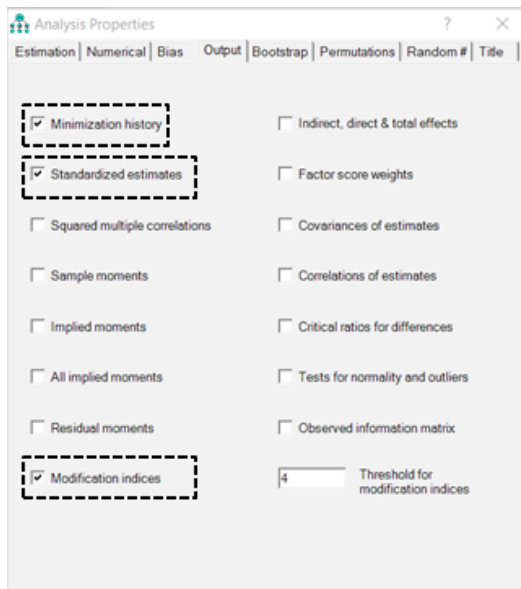 Analysis Properties ? ×
Estimation Numerical Bias Output Bootstrap Permutations Random # Title
Minimization history
Indirect, direct & total effects
Standardized estimates
Factor score weights
Squared multiple correlations
Covariances of estimates
Sample moments
Correlations of estimates
Implied moments
Critical ratios for differences
All implied moments
Tests for normality and outliers
Residual moments
Observed information matrix
Modification indices
4
Threshold for
modification indices